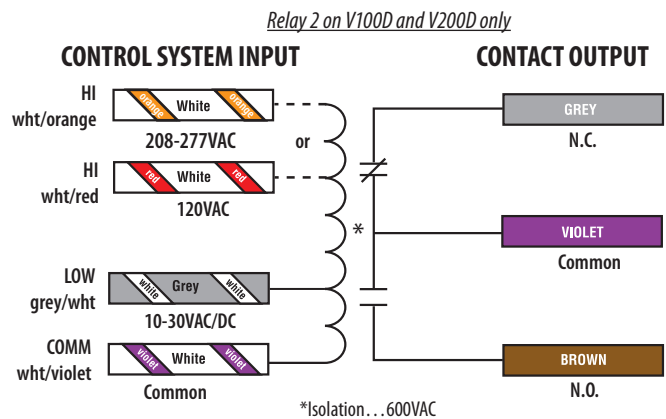 Relay 2 on V100D and V200D only
CONTROL SYSTEM INPUT
CONTACT OUTPUT
HI
wht/orange
orange White orange
208-277VAC
or
HI
wht/red
red White red
120VAC
LOW
grey/wht
white Grey white
10-30VAC/DC
COMM
wht/violet
violet White violet
Common
*
GREY
N.C.
VIOLET
Common
BROWN
N.O.
*Isolation...600VAC